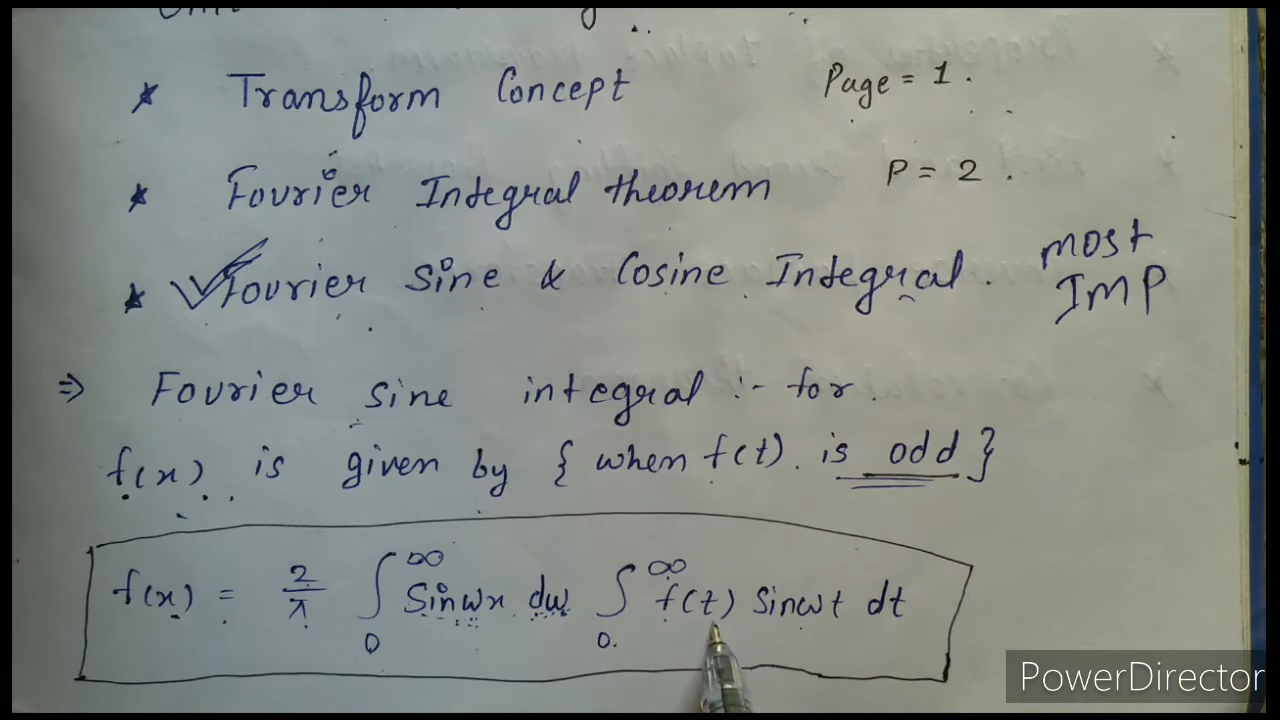 * Transform Concept Page = 1 .
* Fourier Integral theorem P = 2 .
* ✓Fourier Sine & Cosine Integral . most IMP
⇒ Fourier sine integral :- for
f(x) is given by { when f(t) is odd }
f(x) = 2/π ∫₀^∞ Sinωx dω ∫₀^∞ f(t) Sinωt dt
PowerDirector